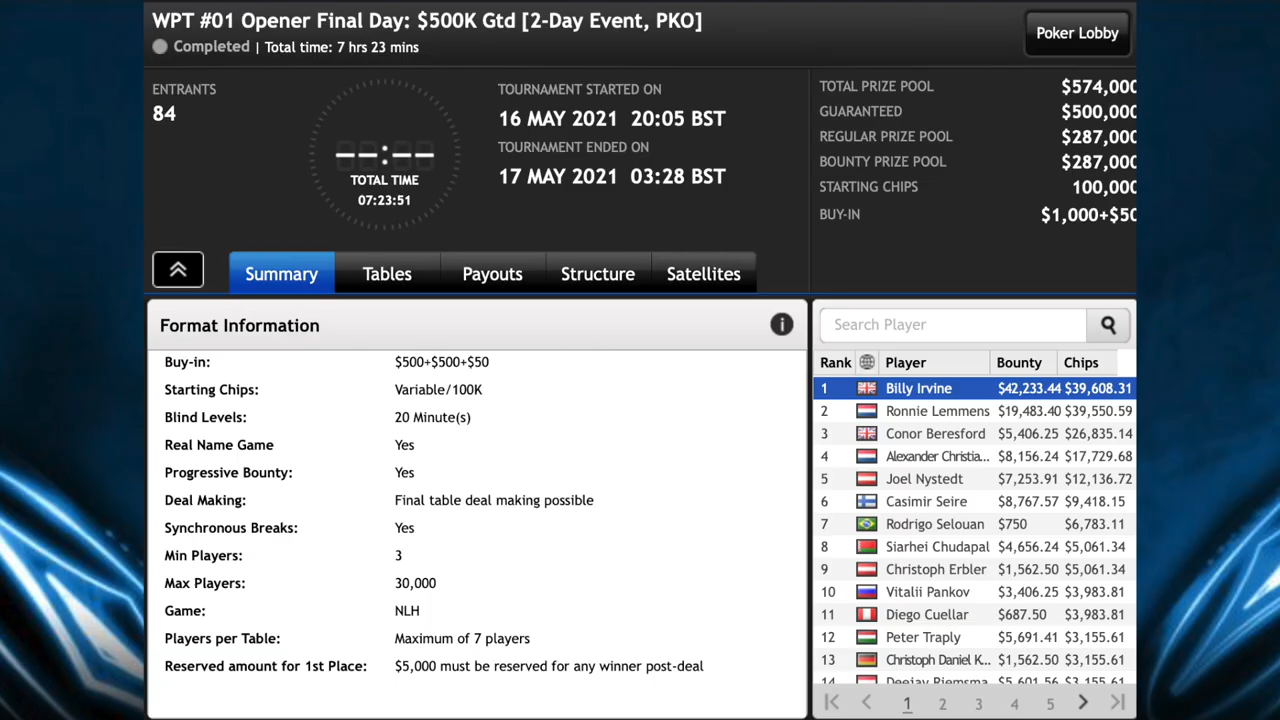 WPT #01 Opener Final Day: $500K Gtd [2-Day Event, PKO]
Completed | Total time: 7 hrs 23 mins
Poker Lobby
ENTRANTS
84
--:--
TOTAL TIME
07:23:51
TOURNAMENT STARTED ON
16 MAY 2021 20:05 BST
TOURNAMENT ENDED ON
17 MAY 2021 03:28 BST
TOTAL PRIZE POOL $574,000
GUARANTEED $500,000
REGULAR PRIZE POOL $287,000
BOUNTY PRIZE POOL $287,000
STARTING CHIPS 100,000
BUY-IN $1,000+$50
Summary Tables Payouts Structure Satellites
Format Information
Buy-in: $500+$500+$50
Starting Chips: Variable/100K
Blind Levels: 20 Minute(s)
Real Name Game Yes
Progressive Bounty: Yes
Deal Making: Final table deal making possible
Synchronous Breaks: Yes
Min Players: 3
Max Players: 30,000
Game: NLH
Players per Table: Maximum of 7 players
Reserved amount for 1st Place: $5,000 must be reserved for any winner post-deal
Search Player
Rank Player Bounty Chips
1 Billy Irvine $42,233.44 $39,608.31
2 Ronnie Lemmens $19,483.40 $39,550.59
3 Conor Beresford $5,406.25 $26,835.14
4 Alexander Christia... $8,156.24 $17,729.68
5 Joel Nystedt $7,253.91 $12,136.72
6 Casimir Seire $8,767.57 $9,418.15
7 Rodrigo Selouan $750 $6,783.11
8 Siarhei Chudapal $4,656.24 $5,061.34
9 Christoph Erbler $1,562.50 $5,061.34
10 Vitalii Pankov $3,406.25 $3,983.81
11 Diego Cuellar $687.50 $3,983.81
12 Peter Traply $5,691.41 $3,155.61
13 Christoph Daniel K... $1,562.50 $3,155.61
14 $5,601.56 $3,155.61
1 2 3 4 5